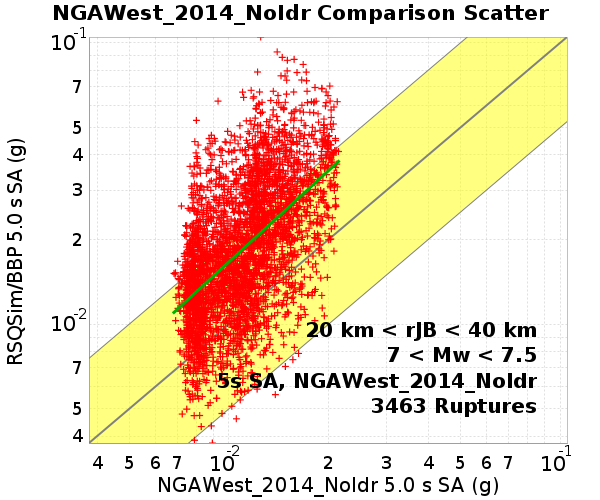 NGAWest_2014_NoIdr Comparison Scatter
10-1
7
5
4
3
2
10-2
7
5
4
RSQSim/BBP 5.0 s SA (g)
20 km < rJB < 40 km
7 < Mw < 7.5
5s SA, NGAWest_2014_NoIdr
3463 Ruptures
4 5 6 7 10-2 2 3 4 5 6 7 10-1
NGAWest_2014_NoIdr 5.0 s SA (g)